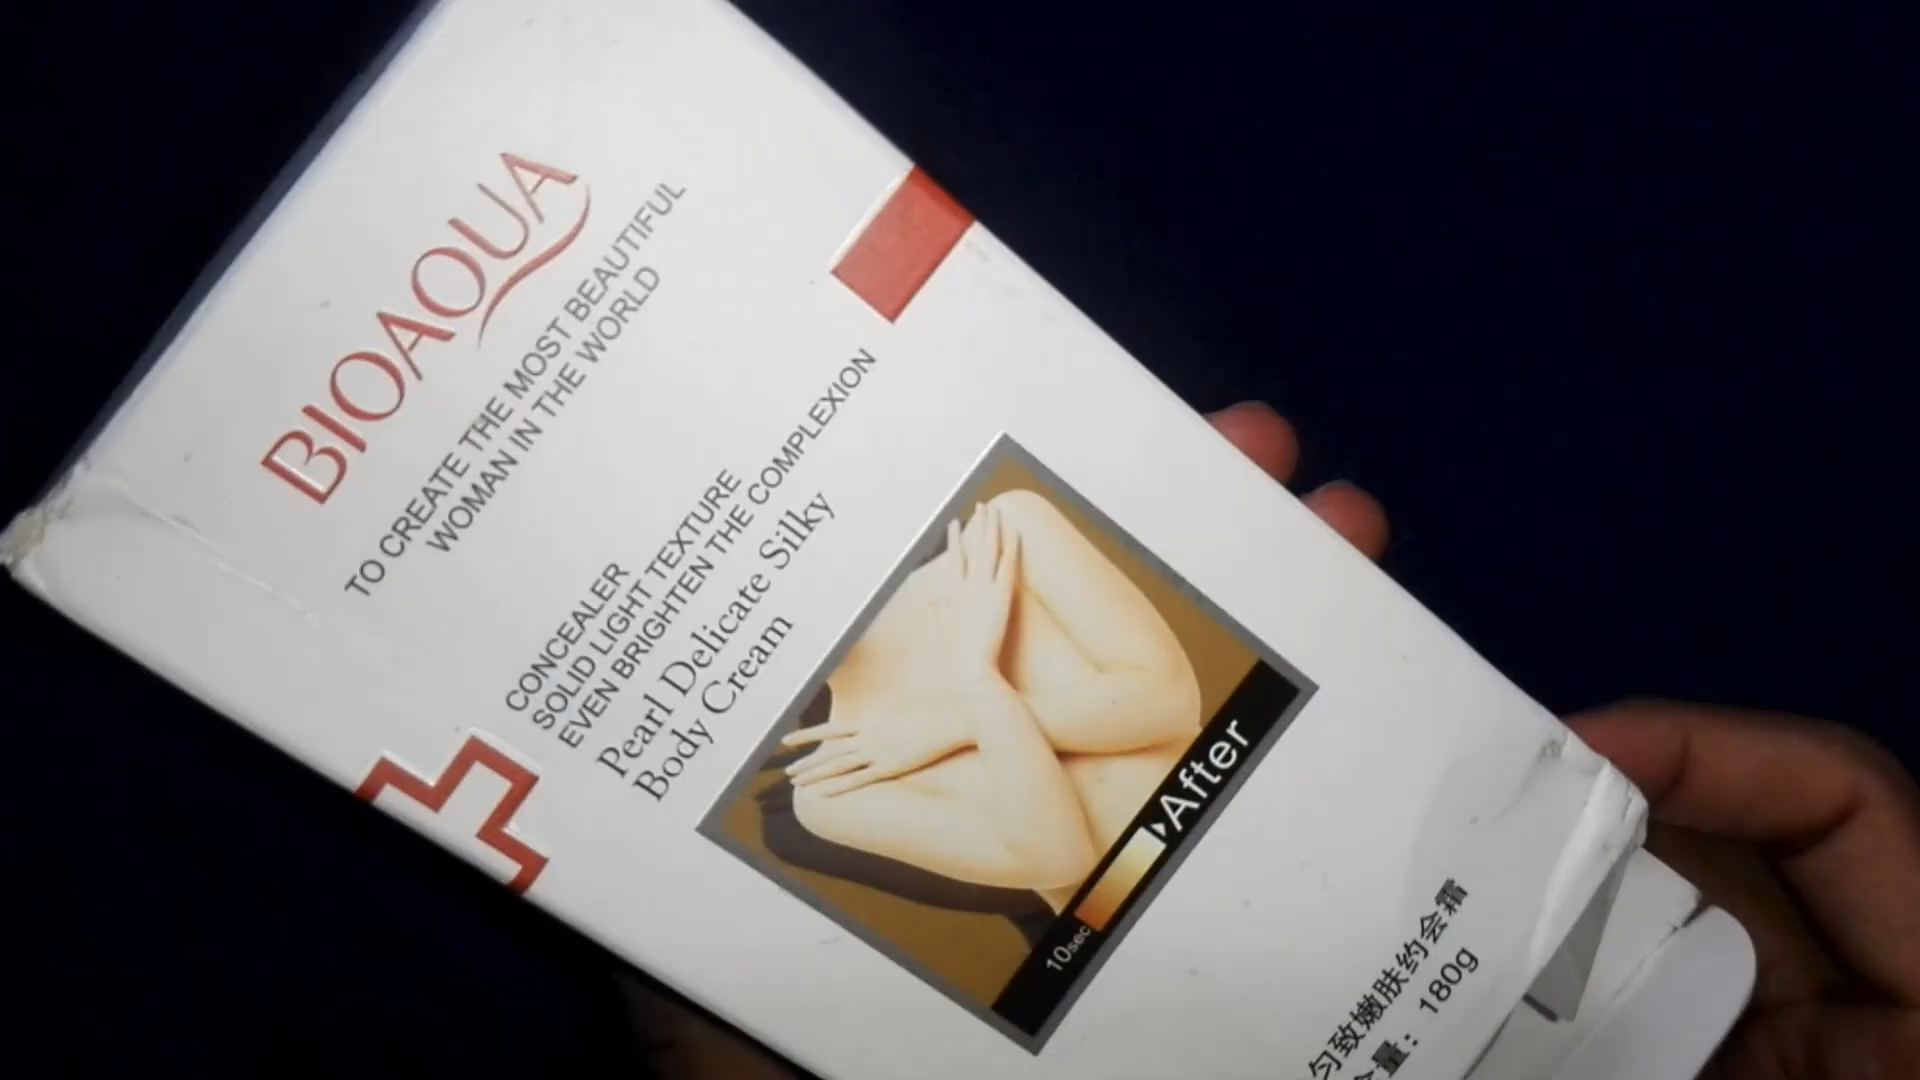 BIOAQUA
TO CREATE THE MOST BEAUTIFUL
WOMAN IN THE WORLD
CONCEALER
SOLID LIGHT TEXTURE
EVEN BRIGHTEN THE COMPLEXION
Pearl Delicate Silky
Body Cream
10sec
After
匀致嫩肤约会霜
量： 180g